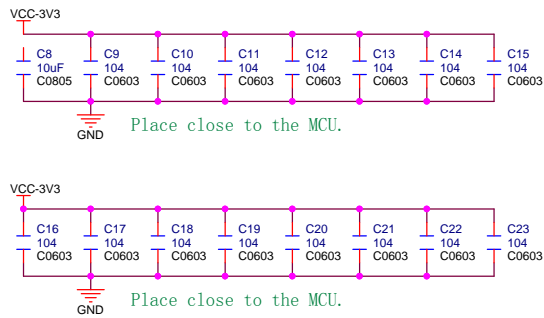 VCC-3V3
C8 C9 C10 C11 C12 C13 C14 C15
10uF 104 104 104 104 104 104 104
C0805 C0603 C0603 C0603 C0603 C0603 C0603 C0603
GND
Place close to the MCU.
VCC-3V3
C16 C17 C18 C19 C20 C21 C22 C23
104 104 104 104 104 104 104 104
C0603 C0603 C0603 C0603 C0603 C0603 C0603 C0603
GND
Place close to the MCU.